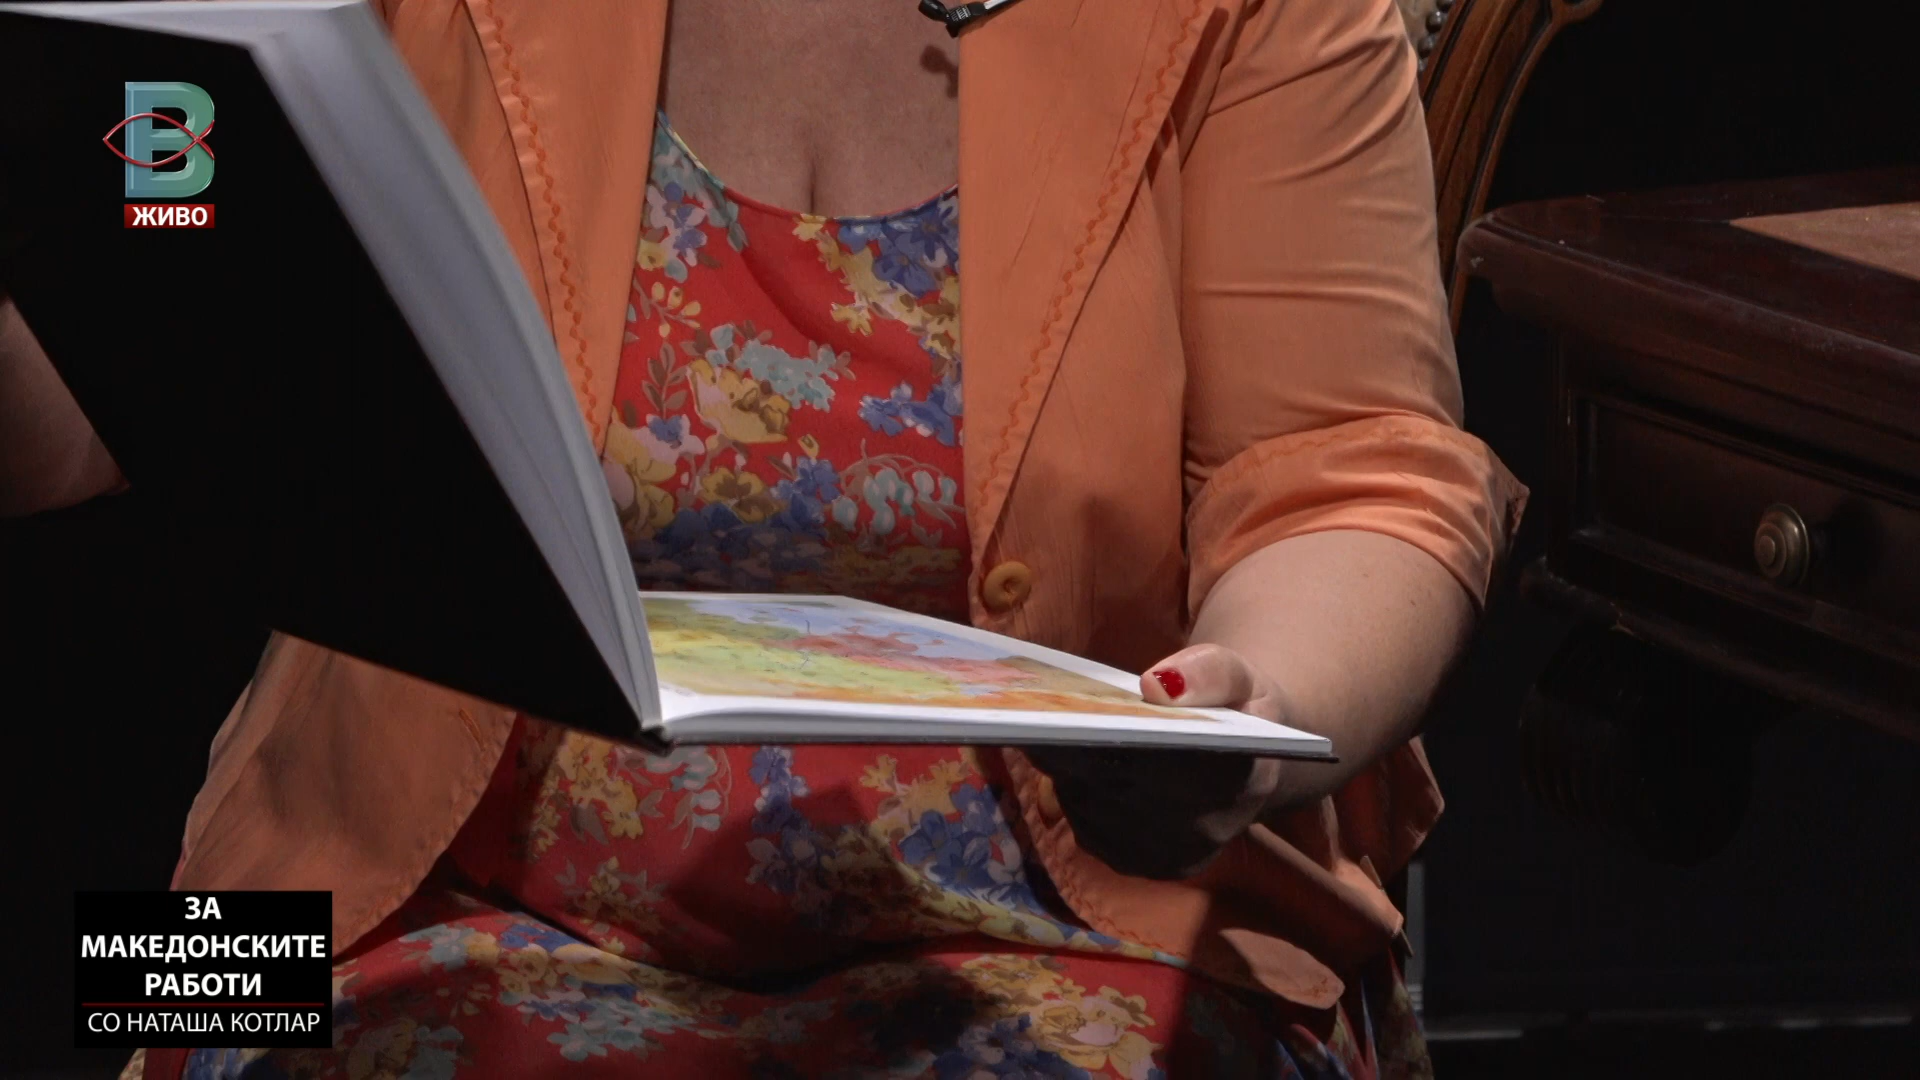 B
ЖИВО
ЗА
МАКЕДОНСКИТЕ
РАБОТИ
СО НАТАША КОТЛАР